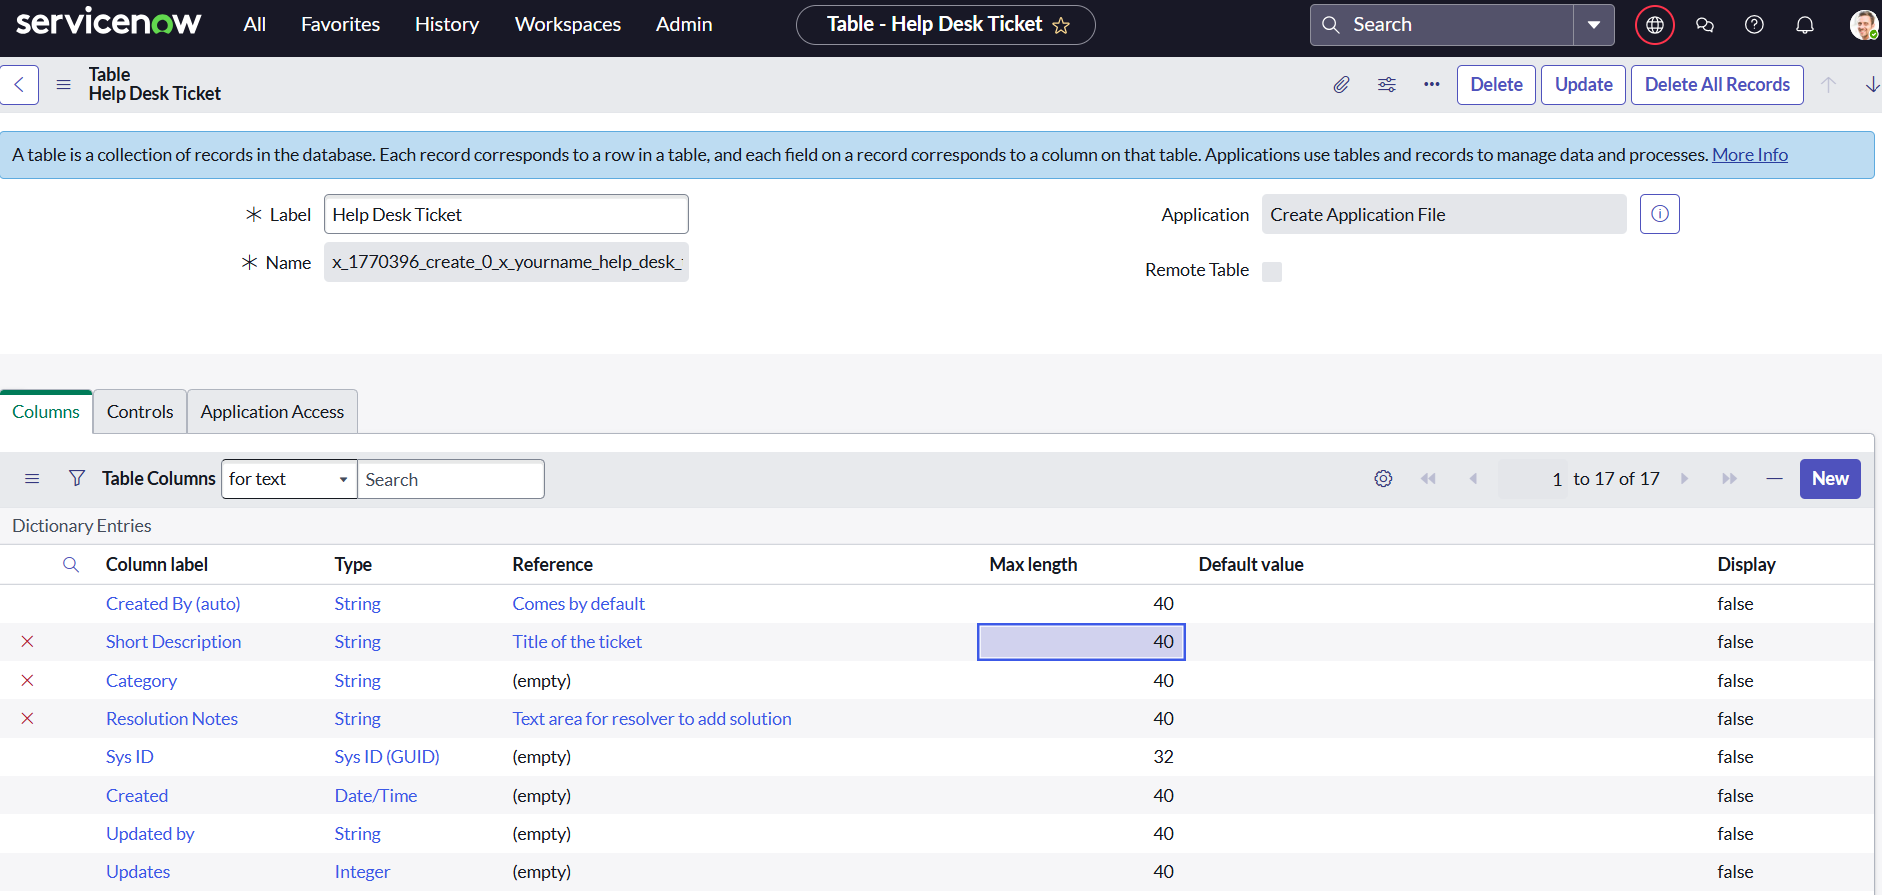 servicenow All Favorites History Workspaces Admin Table - Help Desk Ticket Search
Table
Help Desk Ticket
Delete Update Delete All Records
A table is a collection of records in the database. Each record corresponds to a row in a table, and each field on a record corresponds to a column on that table. Applications use tables and records to manage data and processes. More Info
Label Help Desk Ticket Application Create Application File
Name x_1770396_create_0_x_yourname_help_desk_ Remote Table
Columns Controls Application Access
Table Columns for text Search 1 to 17 of 17 New
Dictionary Entries
Column label Type Reference Max length Default value Display
Created By (auto) String Comes by default 40 false
Short Description String Title of the ticket 40 false
Category String (empty) 40 false
Resolution Notes String Text area for resolver to add solution 40 false
Sys ID Sys ID (GUID) (empty) 32 false
Created Date/Time (empty) 40 false
Updated by String (empty) 40 false
Updates Integer (empty) 40 false